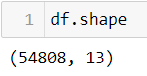 1 df.shape
(54808, 13)